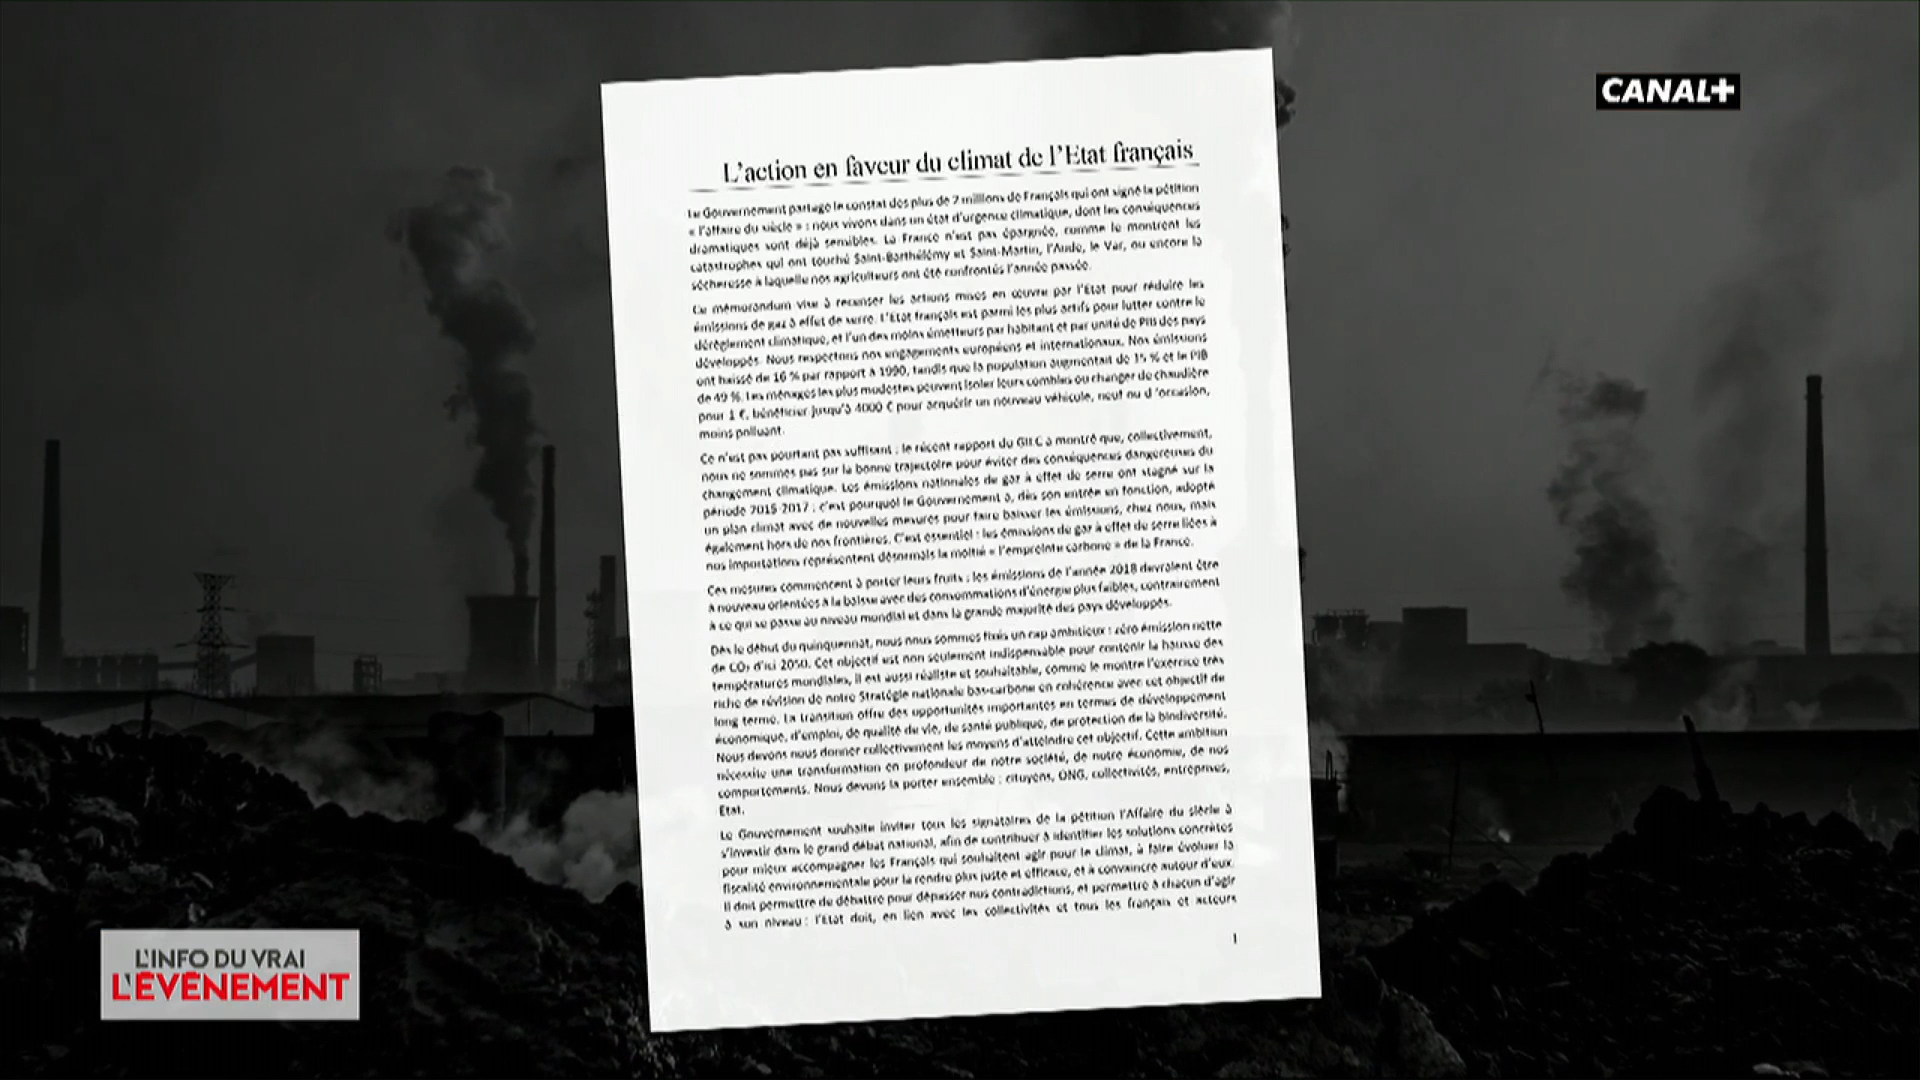 CANAL+
L'action en faveur du climat de l'Etat français
Le Gouvernement partage le constat des plus de 2 millions de Français qui ont signé la pétition
« l'affaire du siècle » : nous vivons dans un état d'urgence climatique, dont les conséquences
dramatiques sont déjà sensibles. La France n'est pas épargnée, comme le montrent les
catastrophes qui ont touché Saint-Barthélémy et Saint-Martin, l'Aude, le Var, ou encore la
sécheresse à laquelle nos agriculteurs ont été confrontés l'année passée.
Ce mémorandum vise à recenser les actions mises en œuvre par l'Etat pour réduire les
émissions de gaz à effet de serre. L'Etat français est parmi les plus actifs pour lutter contre le
dérèglement climatique, et l'un des moins émetteurs par habitant et par unité de PIB des pays
développés. Nous respectons nos engagements européens et internationaux. Nos émissions
ont baissé de 16 % par rapport à 1990, tandis que la population augmentait de 15 % et le PIB
de 49 %. Les ménages les plus modestes peuvent isoler leurs combles ou changer de chaudière
pour 1 €, bénéficier jusqu'à 4000 € pour acquérir un nouveau véhicule, neuf ou d 'occasion,
moins polluant.
Ce n'est pas pourtant pas suffisant : le récent rapport du GIEC a montré que, collectivement,
nous ne sommes pas sur la bonne trajectoire pour éviter des conséquences dangereuses du
changement climatique. Les émissions nationales de gaz à effet de serre ont stagné sur la
période 2015-2017 ; c'est pourquoi le Gouvernement a, dès son entrée en fonction, adopté
un plan climat avec de nouvelles mesures pour faire baisser les émissions, chez nous, mais
également hors de nos frontières. C'est essentiel : les émissions de gaz à effet de serre liées à
nos importations représentent désormais la moitié « l'empreinte carbone » de la France.
Ces mesures commencent à porter leurs fruits : les émissions de l'année 2018 devraient être
à nouveau orientées à la baisse avec des consommations d'énergie plus faibles, contrairement
à ce qui se passe au niveau mondial et dans la grande majorité des pays développés.
Dès le début du quinquennat, nous nous sommes fixés un cap ambitieux : zéro émission nette
de CO₂ d'ici 2050. Cet objectif est non seulement indispensable pour contenir la hausse des
températures mondiales, il est aussi réaliste et souhaitable, comme le montre l'exercice très
riche de révision de notre Stratégie nationale bas-carbone en cohérence avec cet objectif de
long terme. La transition offre des opportunités importantes en termes de développement
économique, d'emploi, de qualité de vie, de santé publique, de protection de la biodiversité.
Nous devons nous donner collectivement les moyens d'atteindre cet objectif. Cette ambition
nécessite une transformation en profondeur de notre société, de notre économie, de nos
comportements. Nous devons la porter ensemble : citoyens, ONG, collectivités, entreprises,
Etat.
Le Gouvernement souhaite inviter tous les signataires de la pétition l'Affaire du siècle à
s'investir dans le grand débat national, afin de contribuer à identifier les solutions concrètes
pour mieux accompagner les Français qui souhaitent agir pour le climat, à faire évoluer la
fiscalité environnementale pour la rendre plus juste et efficace, et à convaincre autour d'eux.
Il doit permettre de débattre pour dépasser nos contradictions, et permettre à chacun d'agir
à son niveau : l'Etat doit, en lien avec les collectivités et tous les français et acteurs
1
L'INFO DU VRAI
L'ÉVÉNEMENT